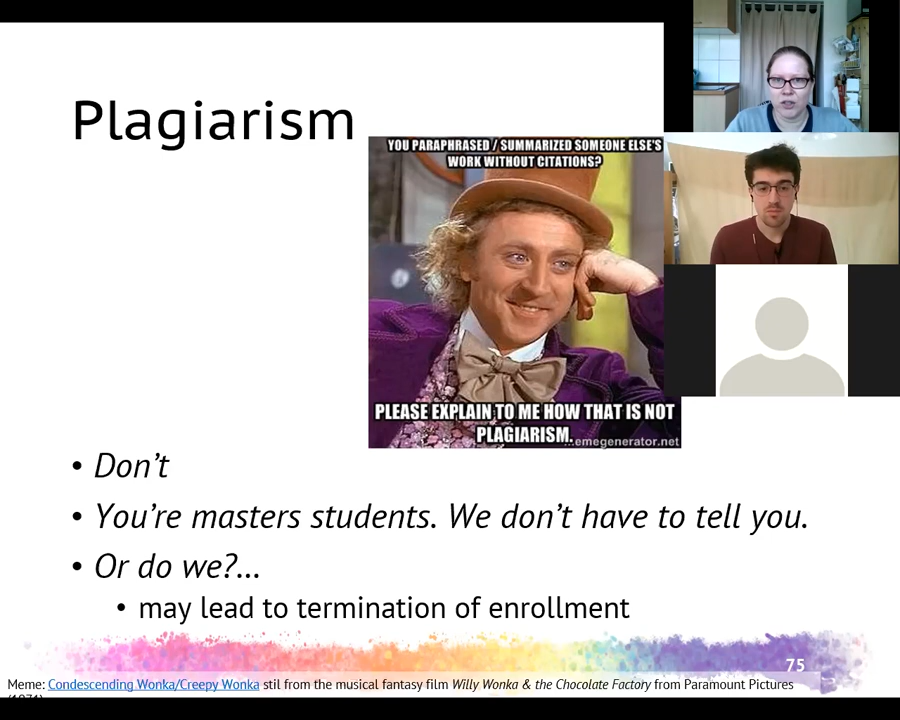 Plagiarism
YOU PARAPHRASED / SUMMARIZED SOMEONE ELSE'S
WORK WITHOUT CITATIONS?
PLEASE EXPLAIN TO ME HOW THAT IS NOT
PLAGIARISM.
emegenerator.net
• Don't
• You're masters students. We don't have to tell you.
• Or do we?...
• may lead to termination of enrollment
75
Meme: Condescending Wonka/Creepy Wonka stil from the musical fantasy film Willy Wonka & the Chocolate Factory from Paramount Pictures